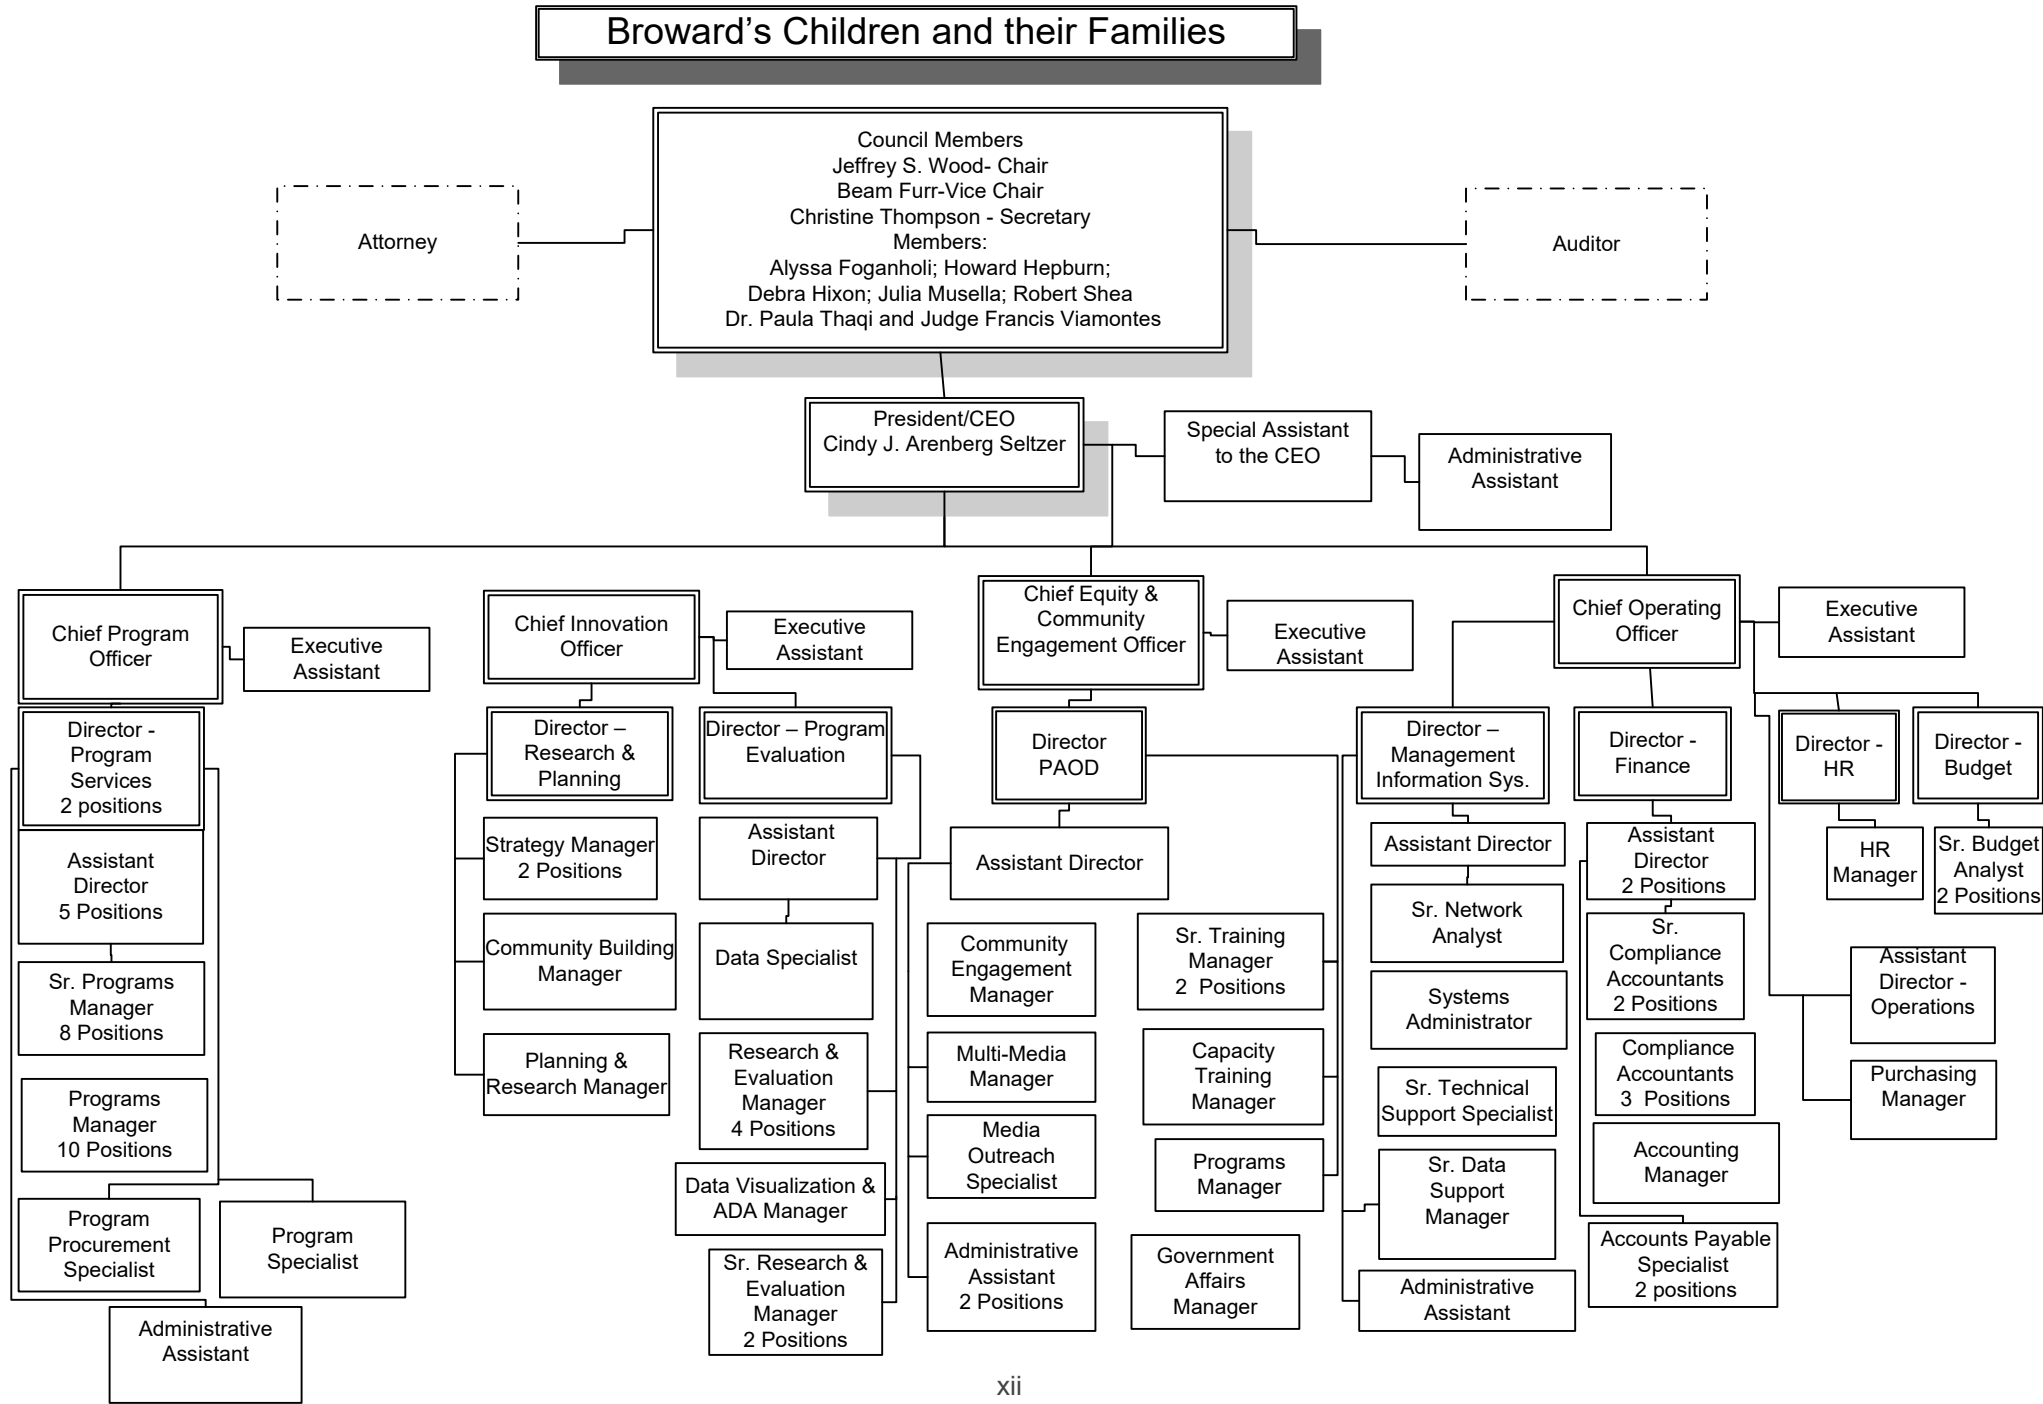 Broward’s Children and their Families
Council Members
Jeffrey S. Wood- Chair
Beam Furr-Vice Chair
Christine Thompson - Secretary
Members:
Alyssa Foganholi; Howard Hepburn;
Debra Hixon; Julia Musella; Robert Shea
Dr. Paula Thaqi and Judge Francis Viamontes
Attorney
Auditor
President/CEO
Cindy J. Arenberg Seltzer
Special Assistant
to the CEO
Administrative
Assistant
Chief Program
Officer
Executive
Assistant
Chief Innovation
Officer
Executive
Assistant
Chief Equity &
Community
Engagement Officer
Executive
Assistant
Chief Operating
Officer
Executive
Assistant
Director -
Program
Services
2 positions
Assistant
Director
5 Positions
Sr. Programs
Manager
8 Positions
Programs
Manager
10 Positions
Program
Procurement
Specialist
Program
Specialist
Administrative
Assistant
Director –
Research &
Planning
Strategy Manager
2 Positions
Community Building
Manager
Planning &
Research Manager
Director – Program
Evaluation
Assistant
Director
Data Specialist
Research &
Evaluation
Manager
4 Positions
Data Visualization &
ADA Manager
Sr. Research &
Evaluation
Manager
2 Positions
Director
PAOD
Assistant Director
Community
Engagement
Manager
Multi-Media
Manager
Media
Outreach
Specialist
Administrative
Assistant
2 Positions
Sr. Training
Manager
2  Positions
Capacity
Training
Manager
Programs
Manager
Government
Affairs
Manager
Director –
Management
Information Sys.
Assistant Director
Sr. Network
Analyst
Systems
Administrator
Sr. Technical
Support Specialist
Sr. Data
Support
Manager
Administrative
Assistant
Director -
Finance
Assistant
Director
2 Positions
Sr.
Compliance
Accountants
2 Positions
Compliance
Accountants
3  Positions
Accounting
Manager
Accounts Payable
Specialist
2 positions
Director -
HR
HR
Manager
Director -
Budget
Sr. Budget
Analyst
2 Positions
Assistant
Director -
Operations
Purchasing
Manager
xii